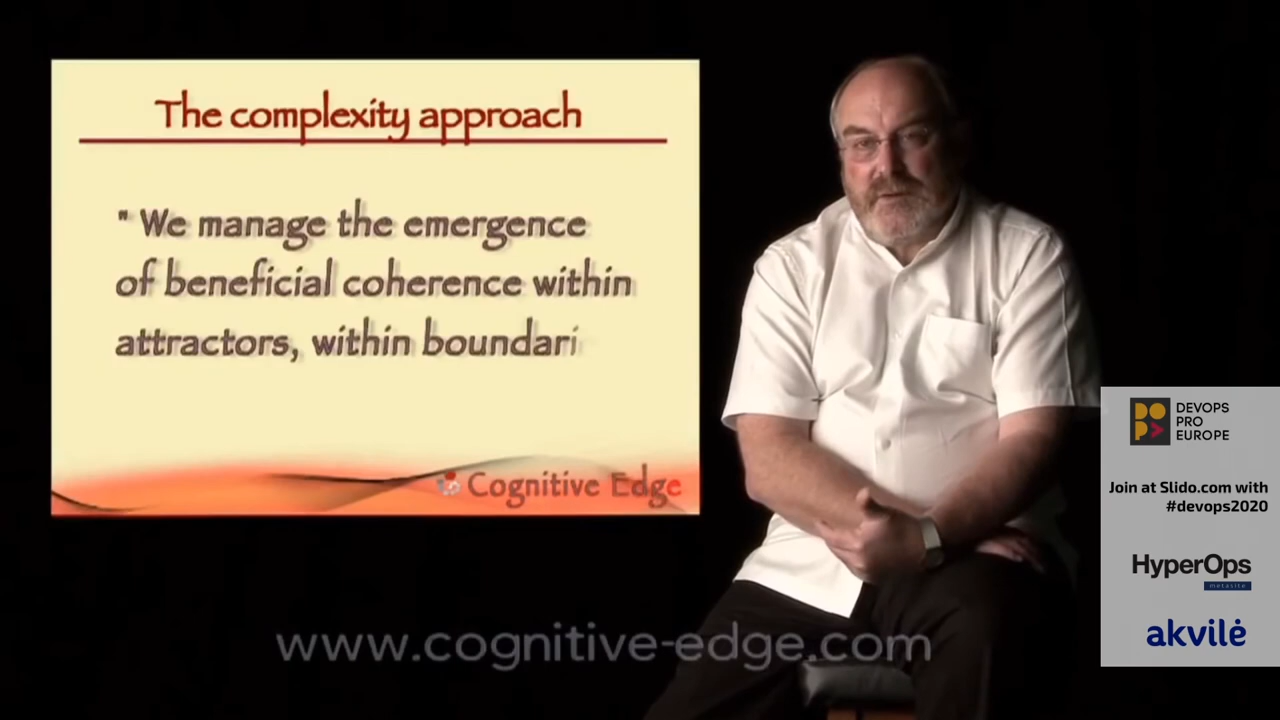 The complexity approach
" We manage the emergence
of beneficial coherence within
attractors, within boundari
Cognitive Edge
www.cognitive-edge.com
DEVOPS
PRO
EUROPE
Join at Slido.com with
#devops2020
HyperOps
metasite
akvilė